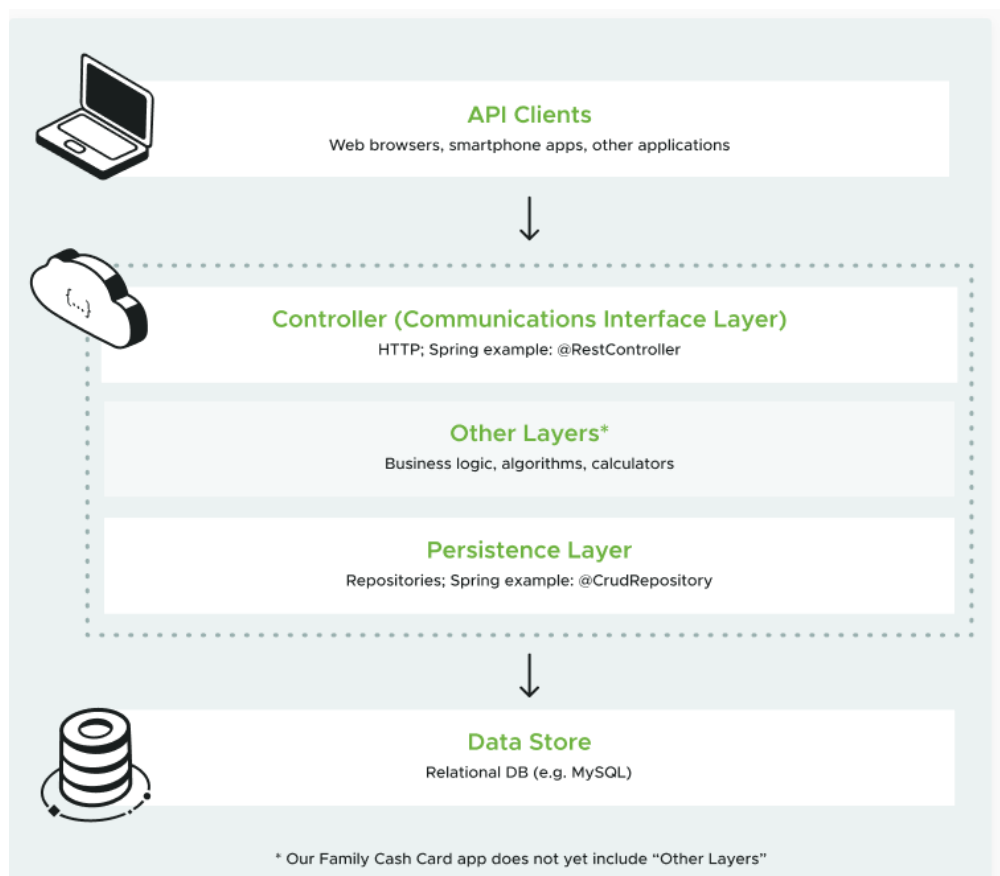 API Clients
Web browsers, smartphone apps, other applications
{...}
Controller (Communications Interface Layer)
HTTP; Spring example: @RestController
Other Layers*
Business logic, algorithms, calculators
Persistence Layer
Repositories; Spring example: @CrudRepository
Data Store
Relational DB (e.g. MySQL)
* Our Family Cash Card app does not yet include “Other Layers”